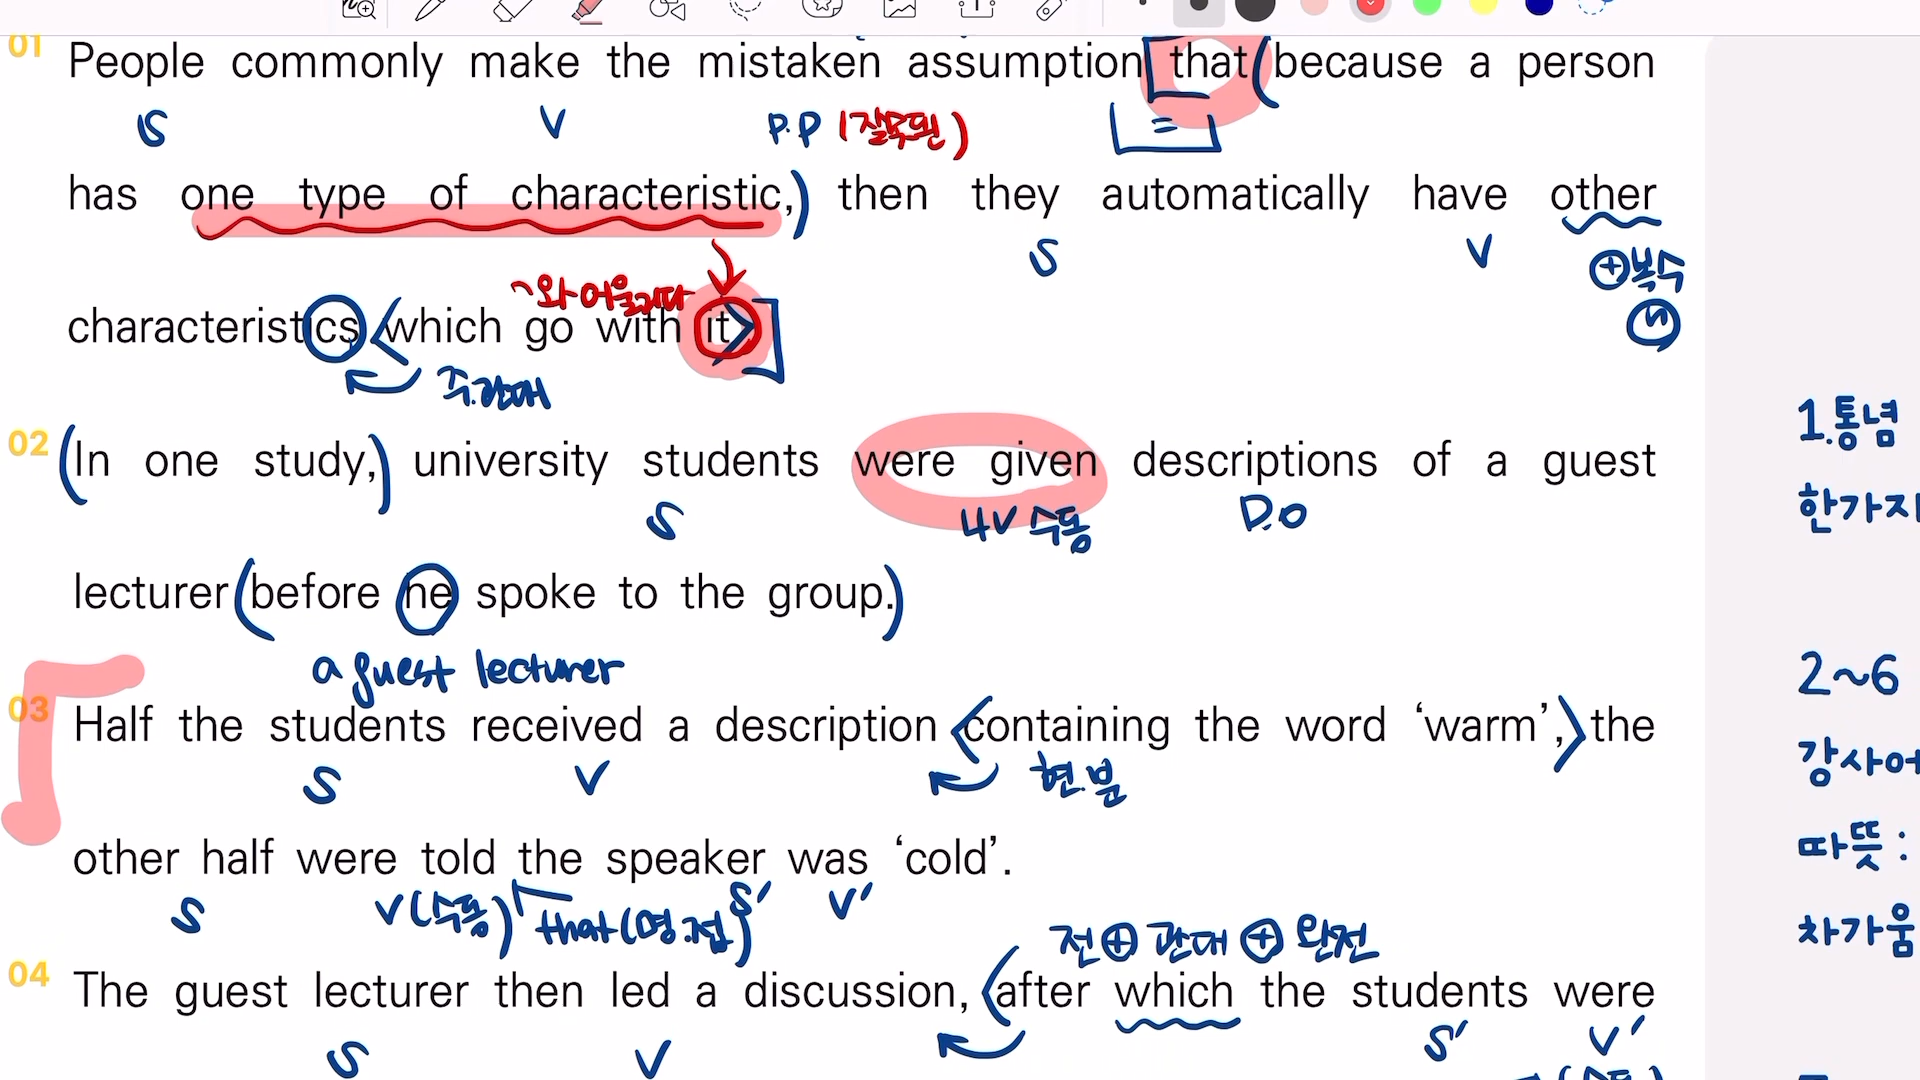 01
People commonly make the mistaken assumption that (because a person
S V P.P (잘못된) =
has one type of characteristic,) then they automatically have other
S V ⊕복수
~와 어울리다
characteristics <which go with it>]
주.관대
02 (In one study,) university students were given descriptions of a guest
S 4V 수동 D.O
lecturer (before he spoke to the group.)
a guest lecturer
03
Half the students received a description <containing the word ‘warm’,> the
S V 현.분
other half were told the speaker was ‘cold’.
S V(수동) that(명.접) S′ V′
전⊕관대⊕완전
04 The guest lecturer then led a discussion, <after which the students were
S V S′ V′
(수동)
1.통념
한가지
2~6
강사에
따뜻:
차가움